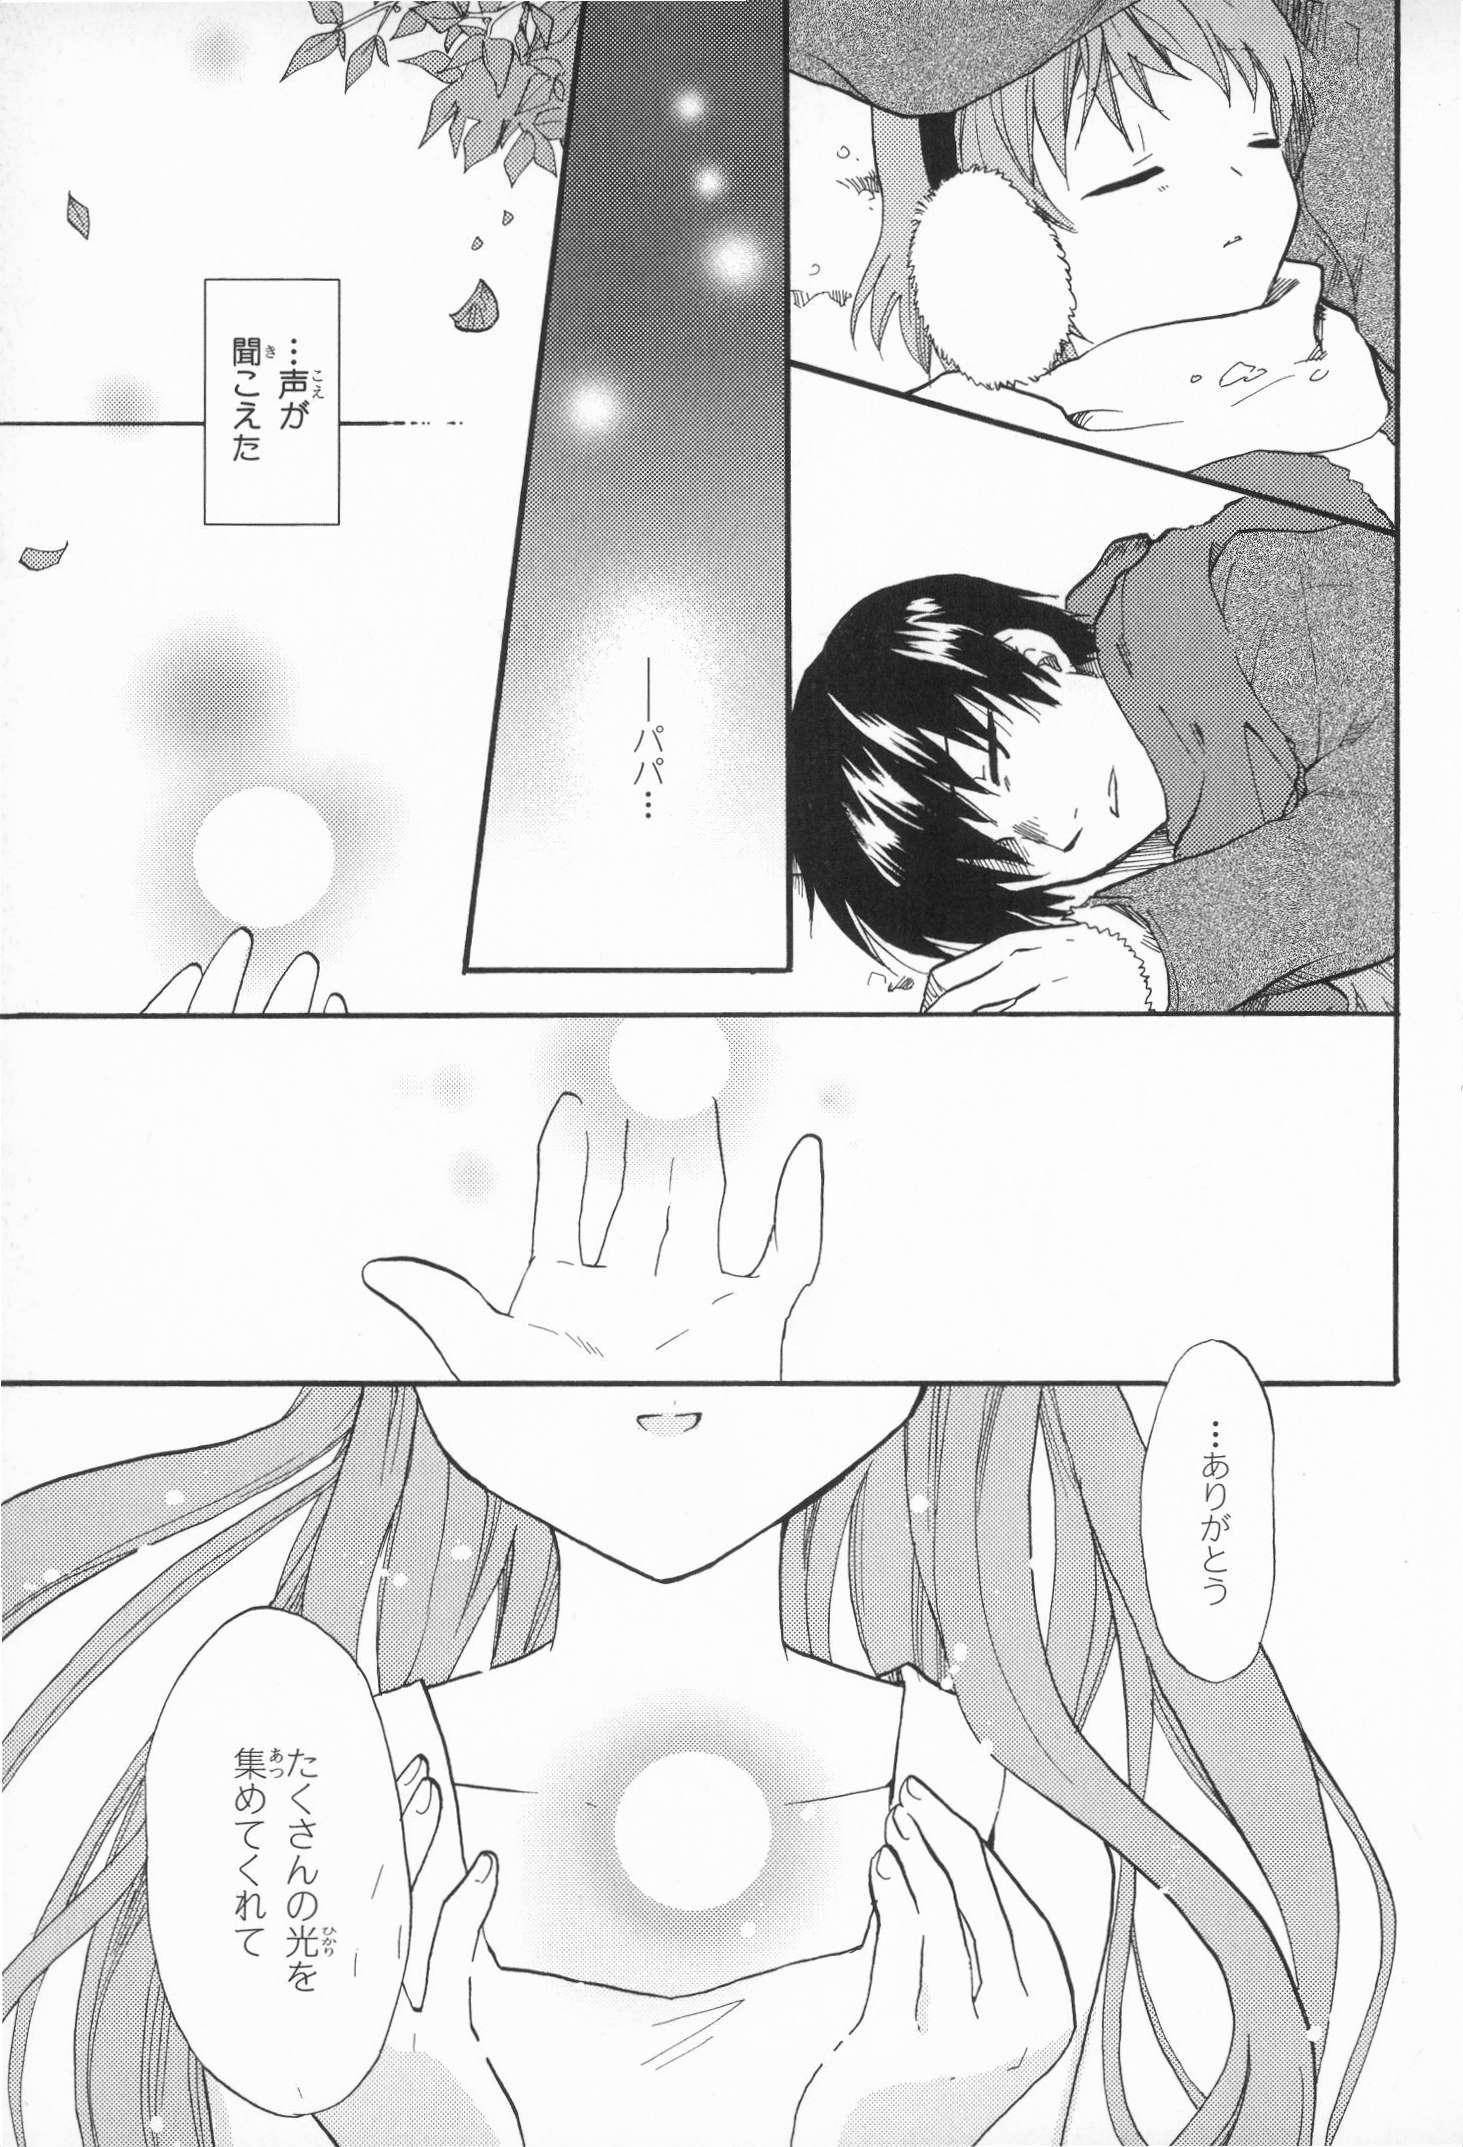 ――パパ…
…声が
聞こえた
…ありがとう
たくさんの光を
集めてくれて